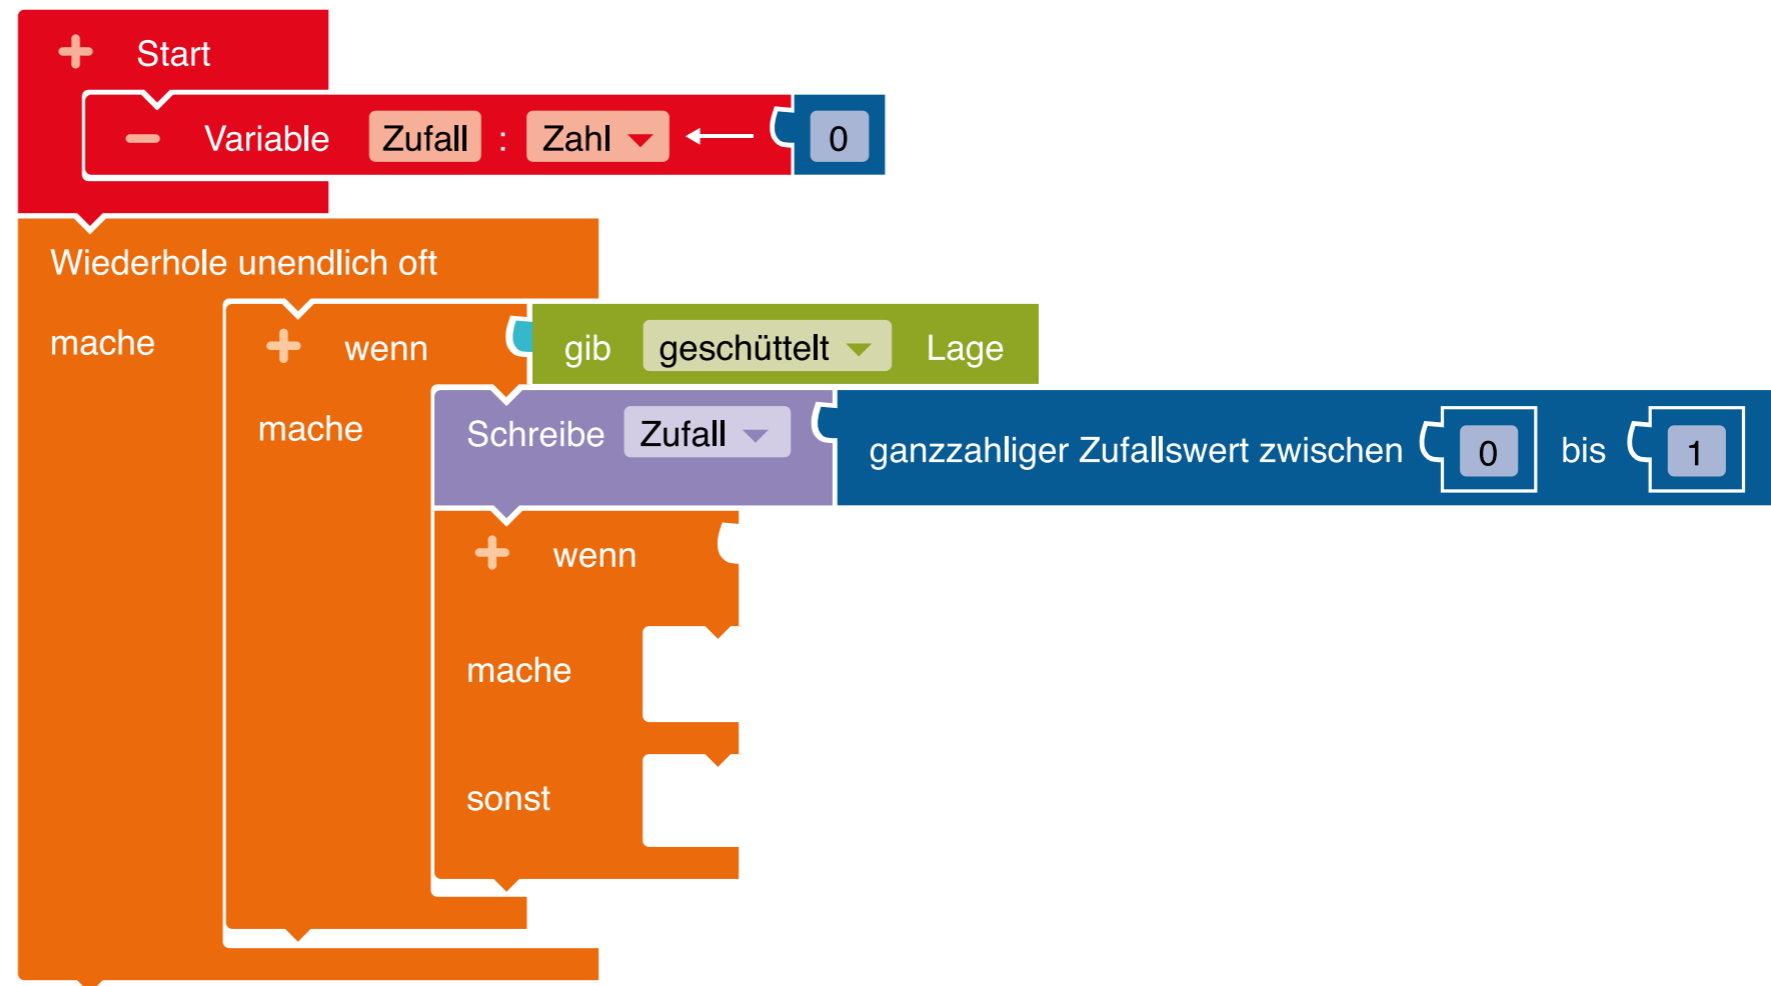 Start
Variable Zufall : Zahl 0
Wiederhole unendlich oft
mache wenn gib geschüttelt Lage
mache Schreibe Zufall ganzzahliger Zufallswert zwischen 0 bis 1
wenn
mache
sonst